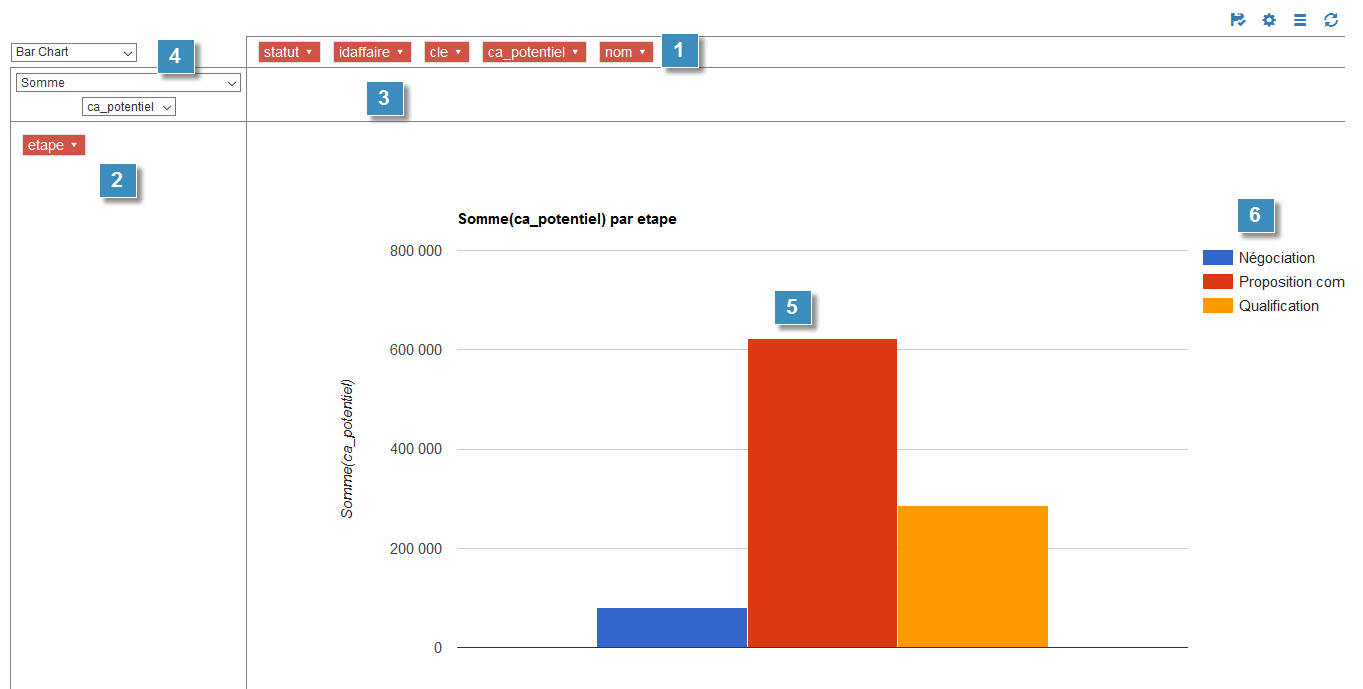 Bar Chart
4
statut idaffaire cle ca_potentiel nom
1
Somme
ca_potentiel
3
etape
2
Somme(ca_potentiel) par etape
6
800 000
600 000
400 000
200 000
0
Somme(ca_potentiel)
5
Négociation
Proposition com
Qualification